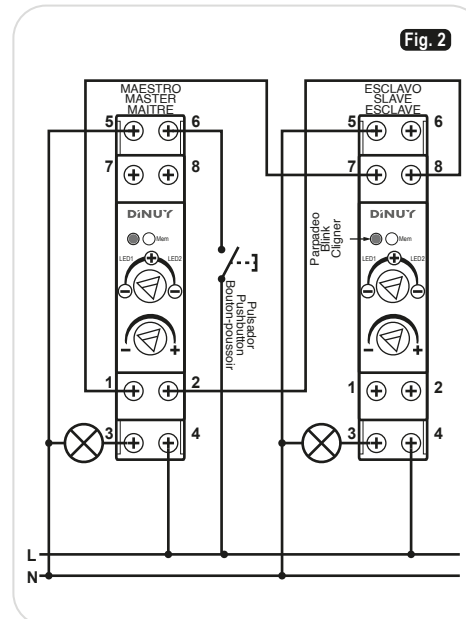 Fig. 2
MAESTRO
MASTER
MAITRE
5
6
7
8
DiNUY
Mem
LED1
LED2
1
2
3
4
Pulsador
Pushbutton
Bouton-poussoir
ESCLAVO
SLAVE
ESCLAVE
5
6
7
8
DiNUY
Mem
Parpadeo
Blink
Cligner
LED1
LED2
1
2
3
4
L
N